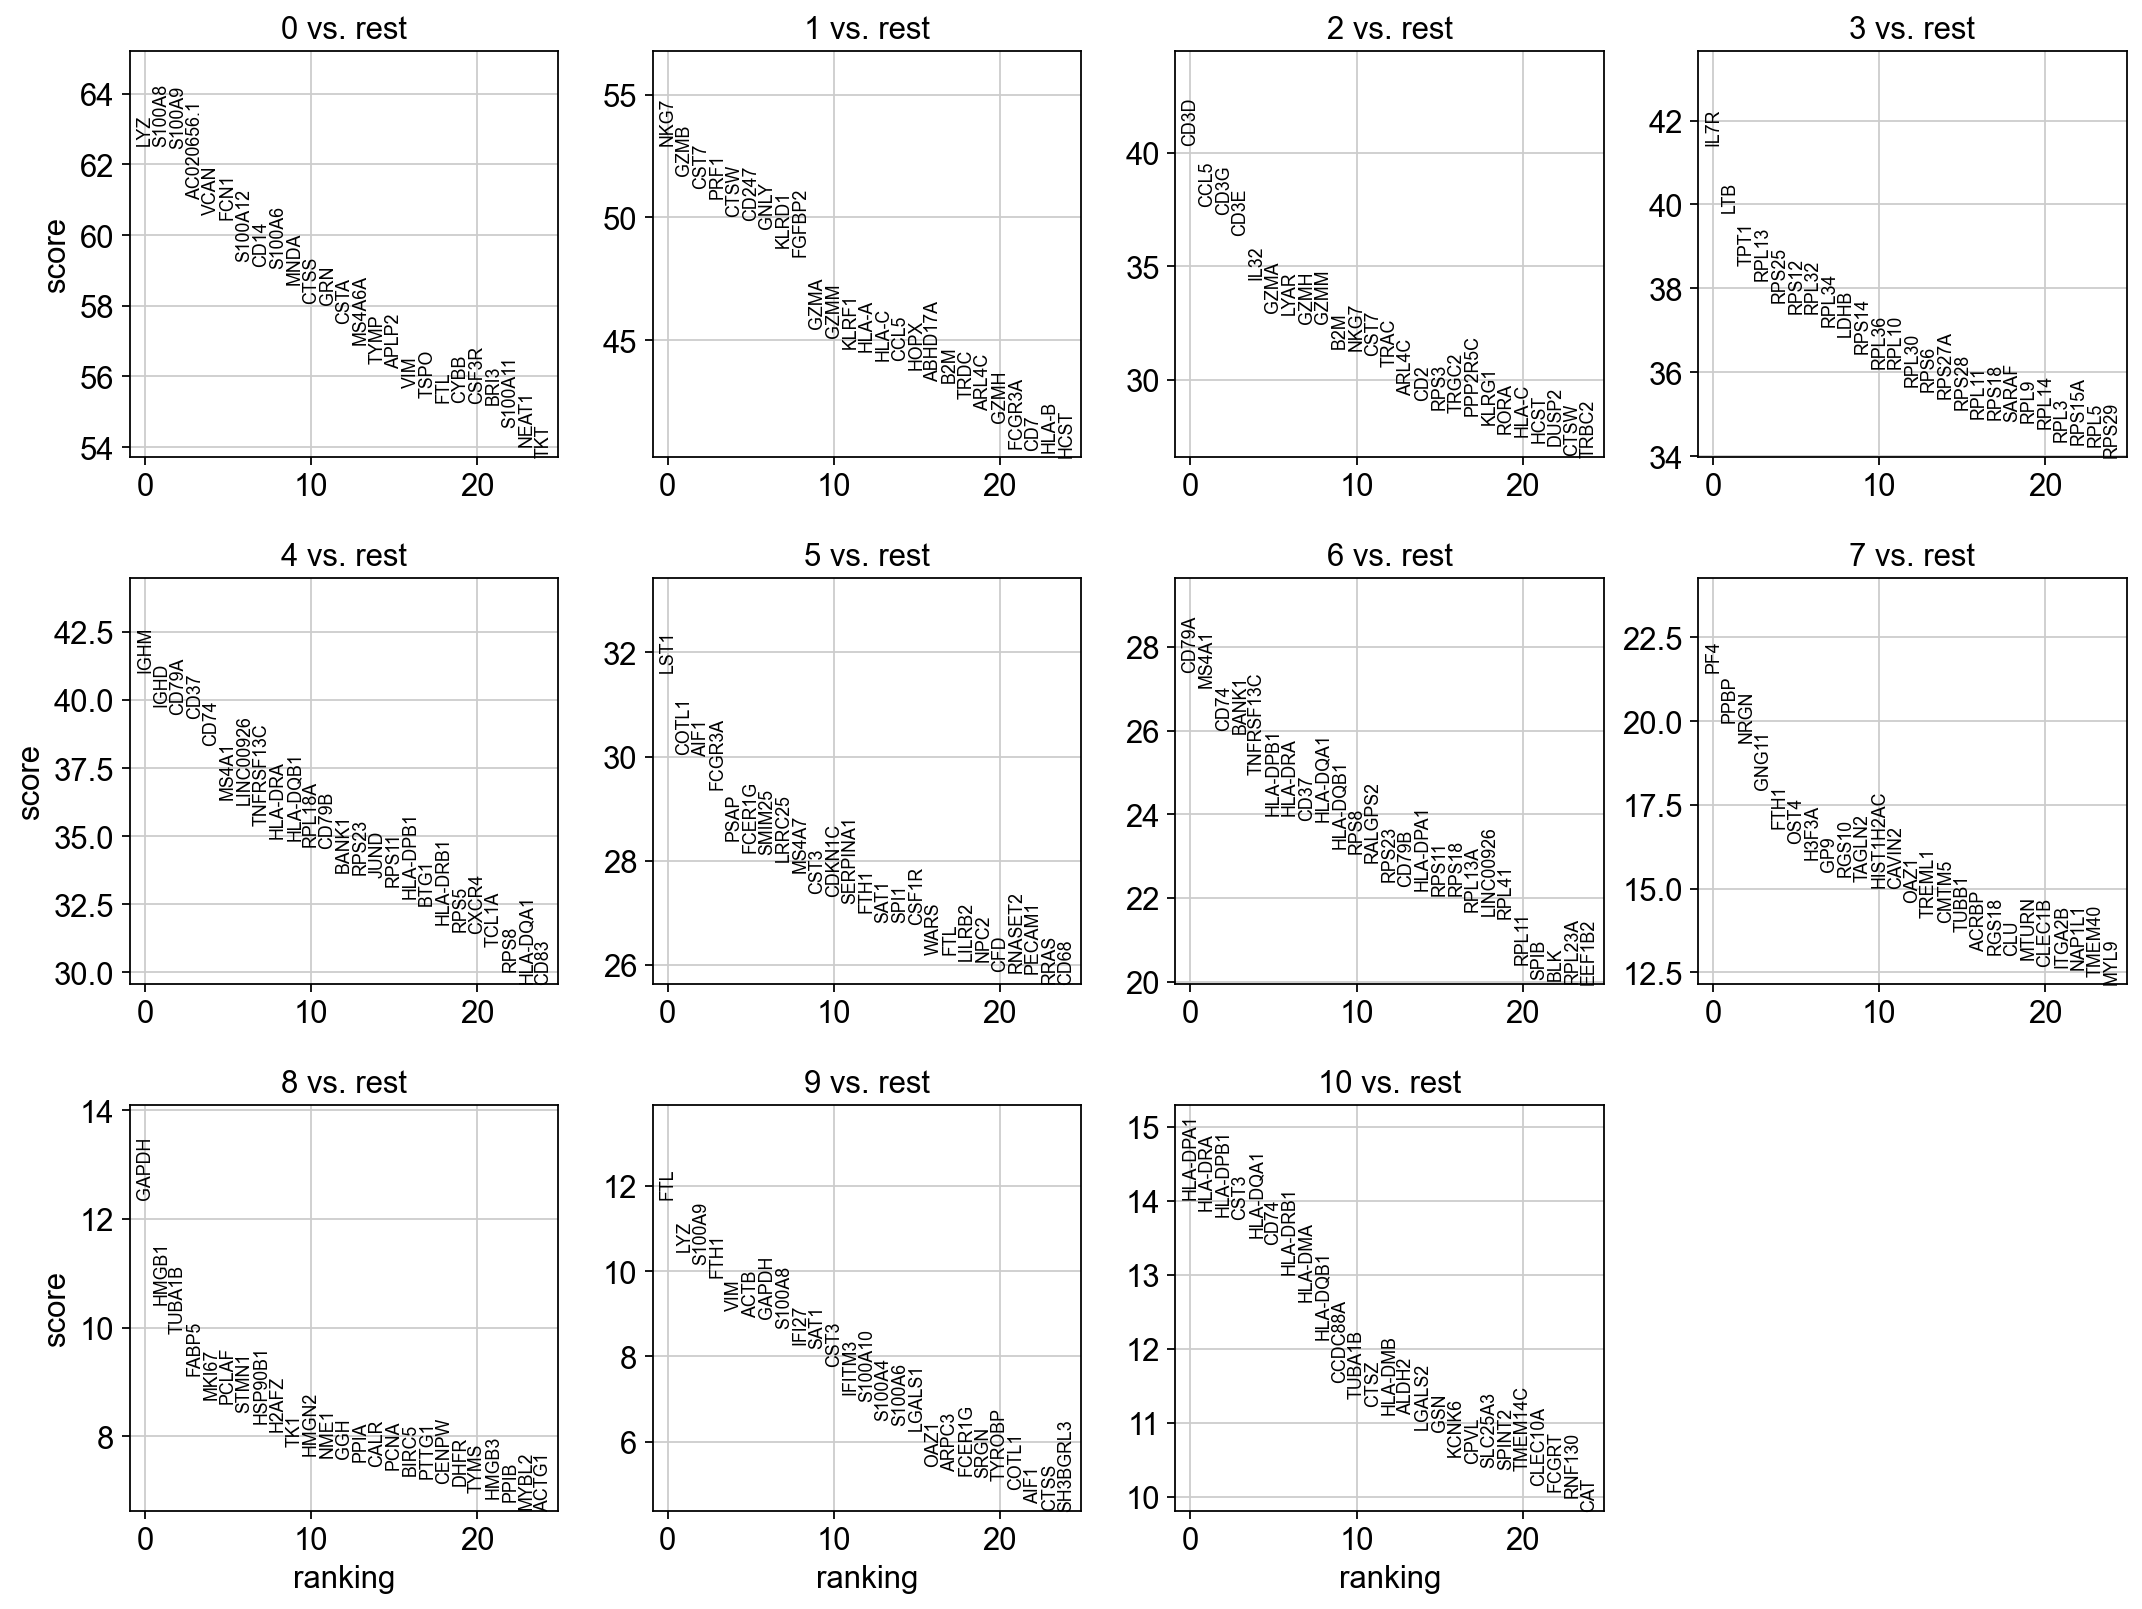 0 vs. rest
score
64
62
60
58
56
54
LYZ
S100A8
S100A9
AC020656.1
VCAN
FCN1
S100A12
CD14
S100A6
MNDA
CTSS
GRN
CSTA
MS4A6A
TYMP
APLP2
VIM
TSPO
FTL
CYBB
CSF3R
BRI3
S100A11
NEAT1
TKT
0 10 20
1 vs. rest
55
50
45
NKG7
GZMB
CST7
PRF1
CTSW
CD247
GNLY
KLRD1
FGFBP2
GZMA
GZMM
KLRF1
HLA-A
HLA-C
CCL5
HOPX
ABHD17A
B2M
TRDC
ARL4C
GZMH
FCGR3A
CD7
HLA-B
HCST
0 10 20
2 vs. rest
40
35
30
CD3D
CCL5
CD3G
CD3E
IL32
GZMA
LYAR
GZMH
GZMM
B2M
NKG7
CST7
TRAC
ARL4C
CD2
RPS3
TRGC2
PPP2R5C
KLRG1
RORA
HLA-C
HCST
DUSP2
CTSW
TRBC2
0 10 20
3 vs. rest
42
40
38
36
34
IL7R
LTB
TPT1
RPL13
RPS25
RPS12
RPL32
RPL34
LDHB
RPS14
RPL36
RPL10
RPL30
RPS6
RPS27A
RPS28
RPL11
RPS18
SARAF
RPL9
RPL14
RPL3
RPS15A
RPL5
RPS29
0 10 20
4 vs. rest
score
42.5
40.0
37.5
35.0
32.5
30.0
IGHM
IGHD
CD79A
CD37
CD74
MS4A1
LINC00926
TNFRSF13C
HLA-DRA
HLA-DQB1
RPL18A
CD79B
BANK1
RPS23
JUND
RPS11
HLA-DPB1
BTG1
HLA-DRB1
RPS5
CXCR4
TCL1A
RPS8
HLA-DQA1
CD83
0 10 20
5 vs. rest
32
30
28
26
LST1
COTL1
AIF1
FCGR3A
PSAP
FCER1G
SMIM25
LRRC25
MS4A7
CST3
CDKN1C
SERPINA1
FTH1
SAT1
SPI1
CSF1R
WARS
FTL
LILRB2
NPC2
CFD
RNASET2
PECAM1
RRAS
CD68
0 10 20
6 vs. rest
28
26
24
22
20
CD79A
MS4A1
CD74
BANK1
TNFRSF13C
HLA-DPB1
HLA-DRA
CD37
HLA-DQA1
HLA-DQB1
RPS8
RALGPS2
RPS23
CD79B
HLA-DPA1
RPS11
RPS18
RPL13A
LINC00926
RPL41
RPL11
SPIB
BLK
RPL23A
EEF1B2
0 10 20
7 vs. rest
22.5
20.0
17.5
15.0
12.5
PF4
PPBP
NRGN
GNG11
FTH1
OST4
H3F3A
GP9
RGS10
TAGLN2
HIST1H2AC
CAVIN2
OAZ1
TREML1
CMTM5
TUBB1
ACRBP
RGS18
CLU
MTURN
CLEC1B
ITGA2B
NAP1L1
TMEM40
MYL9
0 10 20
8 vs. rest
score
14
12
10
8
GAPDH
HMGB1
TUBA1B
FABP5
MKI67
PCLAF
STMN1
HSP90B1
H2AFZ
TK1
HMGN2
NME1
GGH
PPIA
CALR
PCNA
BIRC5
PTTG1
CENPW
DHFR
TYMS
HMGB3
PPIB
MYBL2
ACTG1
0 10 20
ranking
9 vs. rest
12
10
8
6
FTL
LYZ
S100A9
FTH1
VIM
ACTB
GAPDH
S100A8
IFI27
SAT1
CST3
IFITM3
S100A10
S100A4
S100A6
LGALS1
OAZ1
ARPC3
FCER1G
SRGN
TYROBP
COTL1
AIF1
CTSS
SH3BGRL3
0 10 20
ranking
10 vs. rest
15
14
13
12
11
10
HLA-DPA1
HLA-DRA
HLA-DPB1
CST3
HLA-DQA1
CD74
HLA-DRB1
HLA-DMA
HLA-DQB1
CCDC88A
TUBA1B
CTSZ
HLA-DMB
ALDH2
LGALS2
GSN
KCNK6
CPVL
SLC25A3
SPINT2
TMEM14C
CLEC10A
FCGRT
RNF130
CAT
0 10 20
ranking